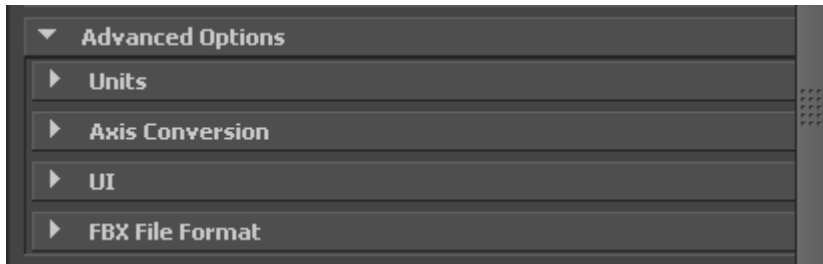 Advanced Options
Units
Axis Conversion
UI
FBX File Format